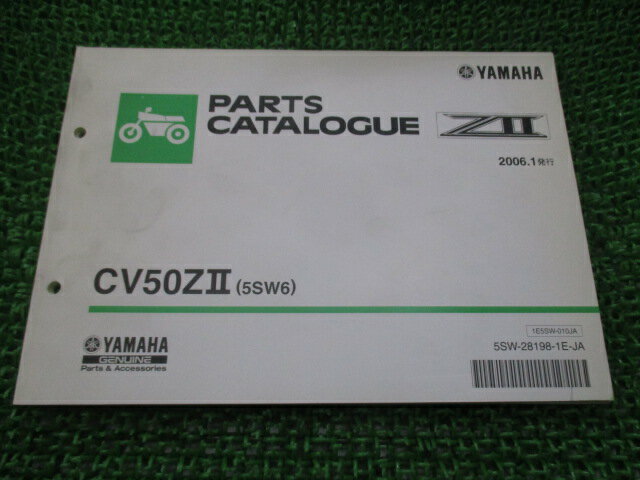 YAMAHA
PARTS
CATALOGUE
ZII
2006.1発行
CV50ZII (5SW6)
1E5SW-010JA
YAMAHA
GENUINE
Parts & Accessories
5SW-28198-1E-JA